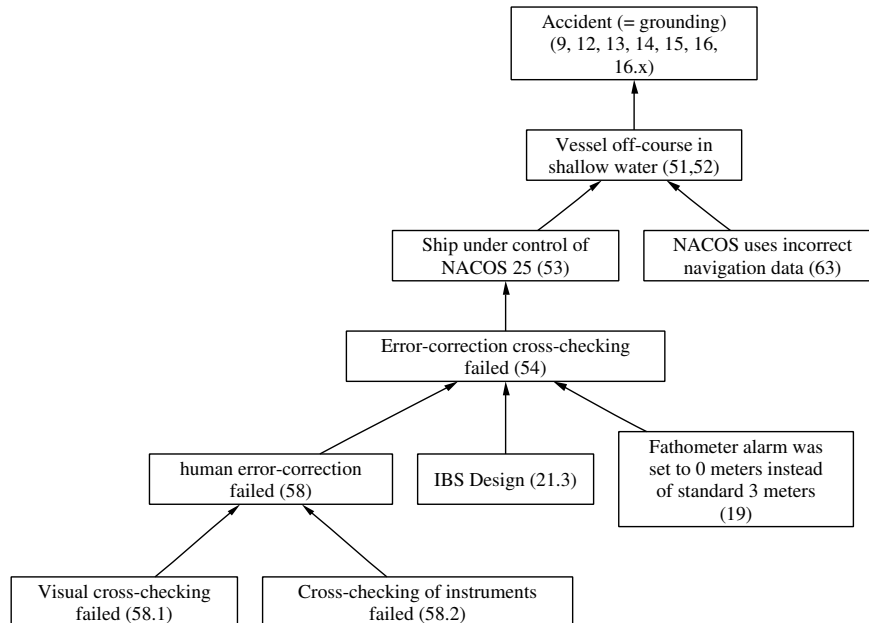 Accident (= grounding)
(9, 12, 13, 14, 15, 16,
16.x)
Vessel off-course in
shallow water (51,52)
Ship under control of
NACOS 25 (53)
NACOS uses incorrect
navigation data (63)
Error-correction cross-checking
failed (54)
human error-correction
failed (58)
IBS Design (21.3)
Fathometer alarm was
set to 0 meters instead
of standard 3 meters
(19)
Visual cross-checking
failed (58.1)
Cross-checking of instruments
failed (58.2)